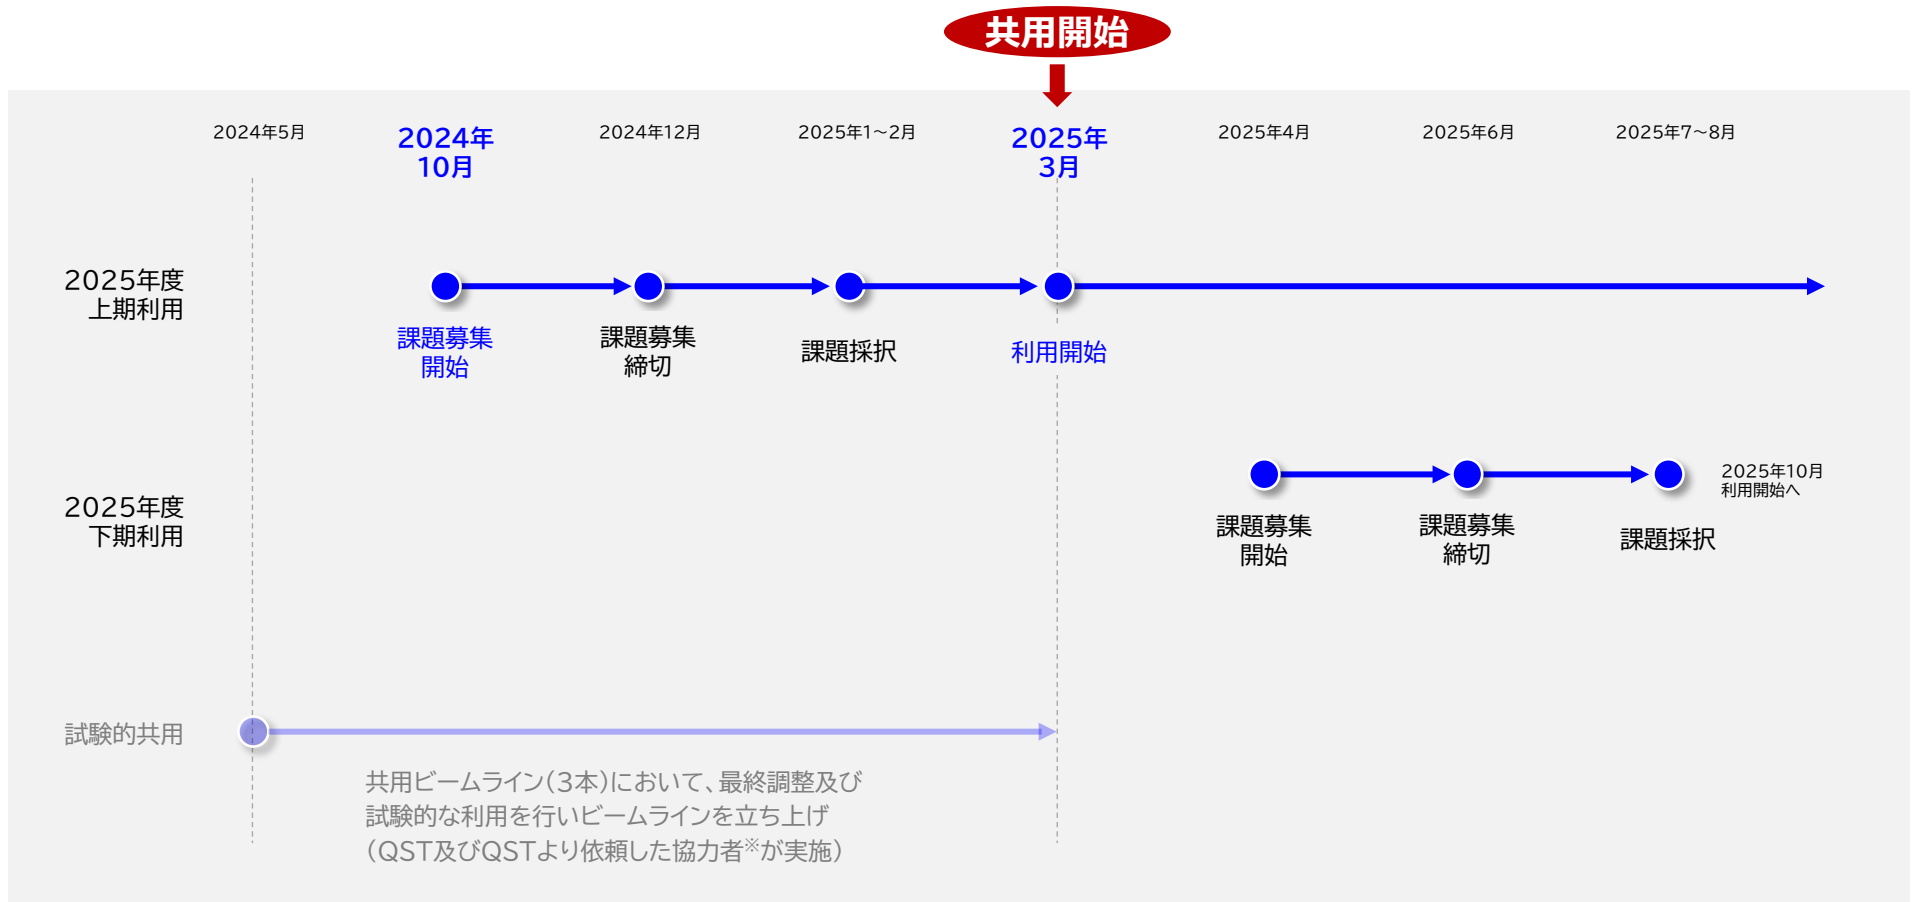 共用開始
2024年5月
2024年
10月
2024年12月
2025年1～2月
2025年
3月
2025年4月
2025年6月
2025年7～8月
2025年度
上期利用
課題募集
開始
課題募集
締切
課題採択
利用開始
2025年度
下期利用
課題募集
開始
課題募集
締切
課題採択
2025年10月
利用開始へ
試験的共用
共用ビームライン（3本）において、最終調整及び
試験的な利用を行いビームラインを立ち上げ
（QST及びQSTより依頼した協力者※が実施）